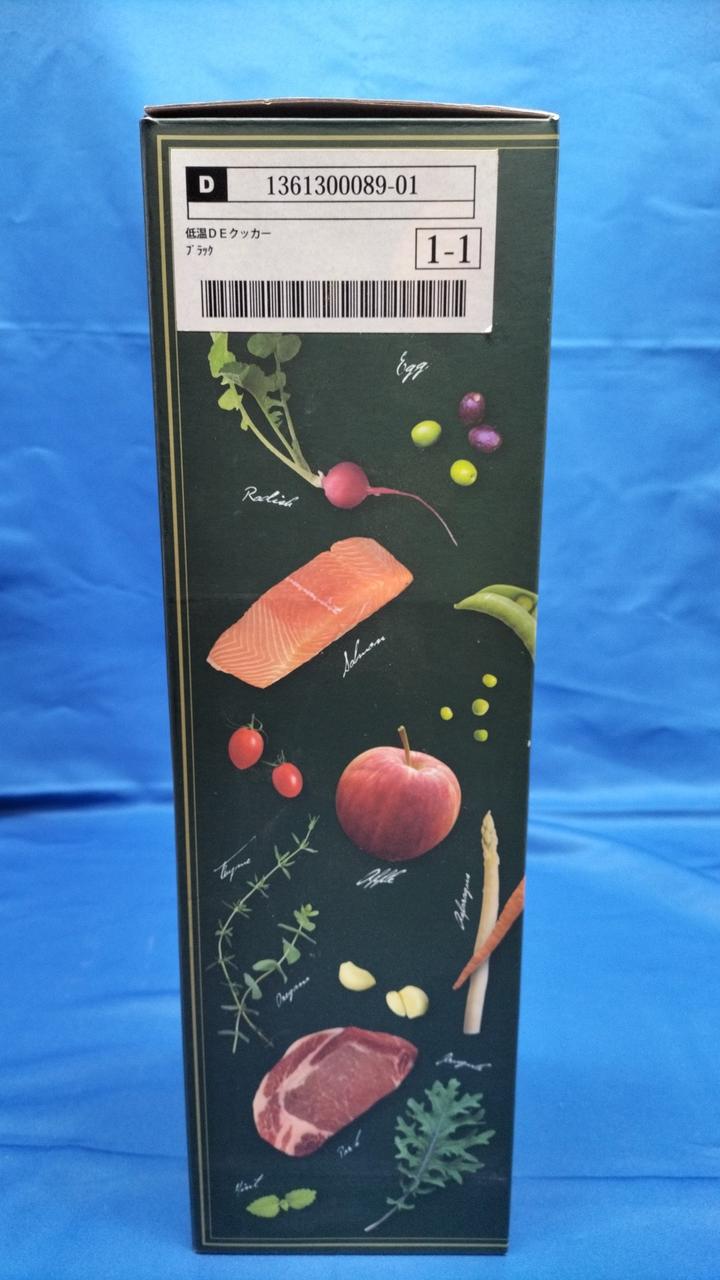 D 1361300089-01
低温DEクッカー
ﾌﾞﾗｯｸ
1-1
Egg
Radish
Salmon
Thyme
Apple
Asparagus
Oregano
Pork
Mint